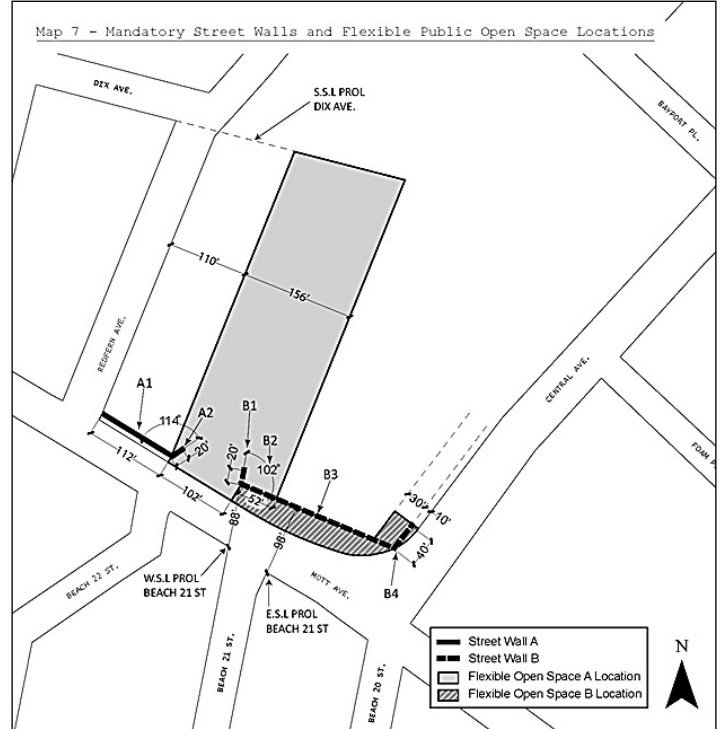 Map 7 - Mandatory Street Walls and Flexible Public Open Space Locations
DIX AVE.
S.S.L PROL
DIX AVE.
BAYPORT PL.
110'
156'
REDFERN AVE.
CENTRAL AVE.
A1
114°
A2
20'
B1
B2
20'
102°
B3
FOAM
112'
102'
52'
88'
98'
30'
10'
40'
B4
W.S.L PROL
BEACH 21 ST
E.S.L PROL
BEACH 21 ST
MOTT AVE.
BEACH 22 ST.
BEACH 21 ST.
BEACH 20 ST.
Street Wall A
Street Wall B
Flexible Open Space A Location
Flexible Open Space B Location
N